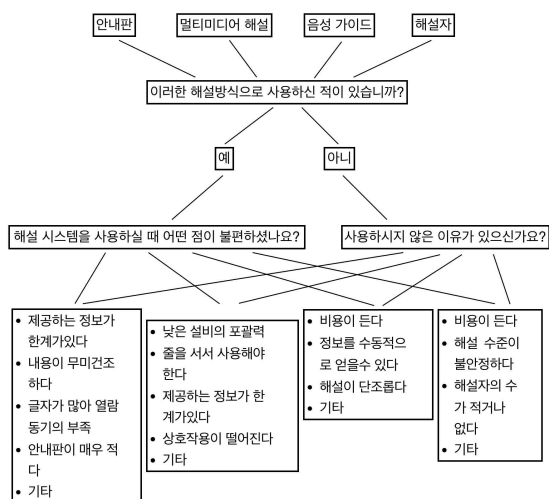 안내판
멀티미디어 해설
음성 가이드
해설자
이러한 해설방식으로 사용하신 적이 있습니까?
예
아니
해설 시스템을 사용하실 때 어떤 점이 불편하셨나요?
사용하시지 않은 이유가 있으신가요?
• 제공하는 정보가
한계가있다
• 내용이 무미건조
하다
• 글자가 많아 열람
동기의 부족
• 안내판이 매우 적
다
• 기타
• 낮은 설비의 포괄력
• 줄을 서서 사용해야
한다
• 제공하는 정보가 한
계가있다
• 상호작용이 떨어진다
• 기타
• 비용이 든다
• 정보를 수동적으
로 얻을수 있다
• 해설이 단조롭다
• 기타
• 비용이 든다
• 해설 수준이
불안정하다
• 해설자의 수
가 적거나
없다
• 기타